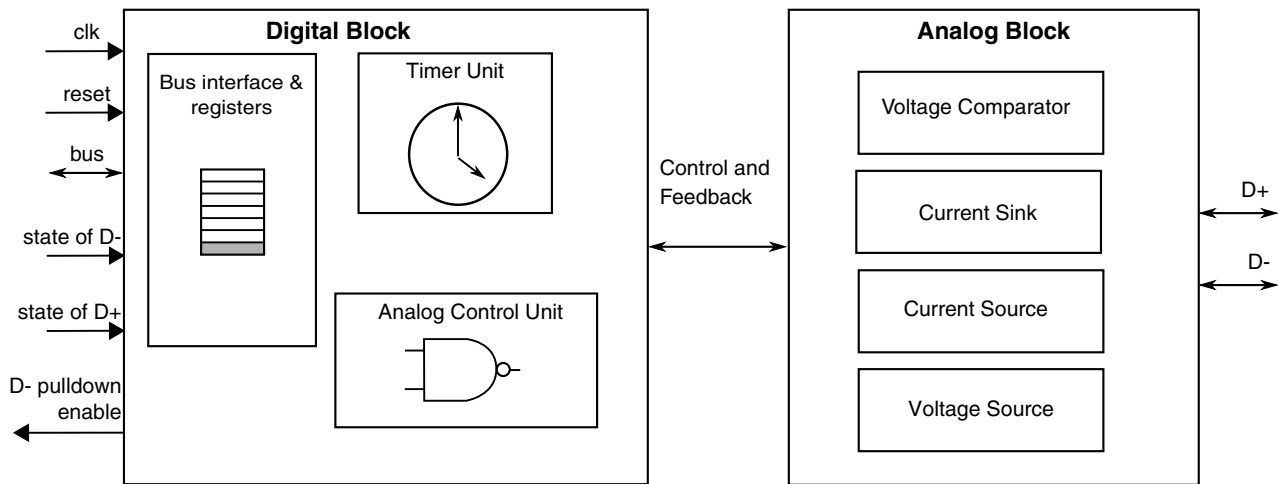 clk
reset
bus
state of D-
state of D+
D- pulldown
enable
Digital Block
Bus interface &
registers
Timer Unit
Analog Control Unit
Control and
Feedback
Analog Block
Voltage Comparator
Current Sink
Current Source
Voltage Source
D+
D-